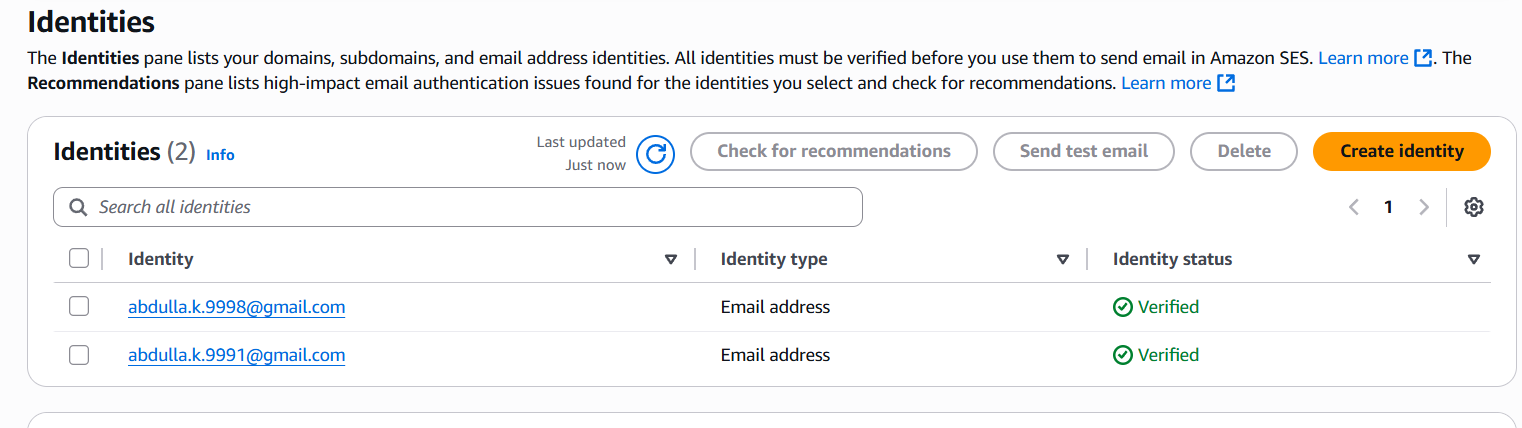 Identities
The Identities pane lists your domains, subdomains, and email address identities. All identities must be verified before you use them to send email in Amazon SES. Learn more. The
Recommendations pane lists high-impact email authentication issues found for the identities you select and check for recommendations. Learn more
Identities (2) Info
Last updated
Just now
Check for recommendations
Send test email
Delete
Create identity
Search all identities
1
Identity Identity type Identity status
abdulla.k.9998@gmail.com Email address Verified
abdulla.k.9991@gmail.com Email address Verified